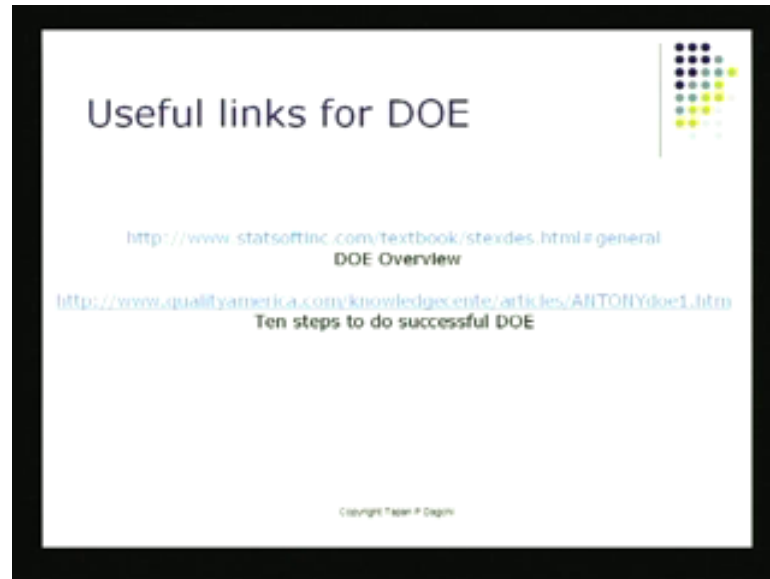 Useful links for DOE
http://www.statsoftinc.com/textbook/stexdes.html#general
DOE Overview
http://www.qualityamerica.com/knowledgecente/articles/ANTONYdoe1.htm
Ten steps to do successful DOE
Copyright Tapan P Bagchi